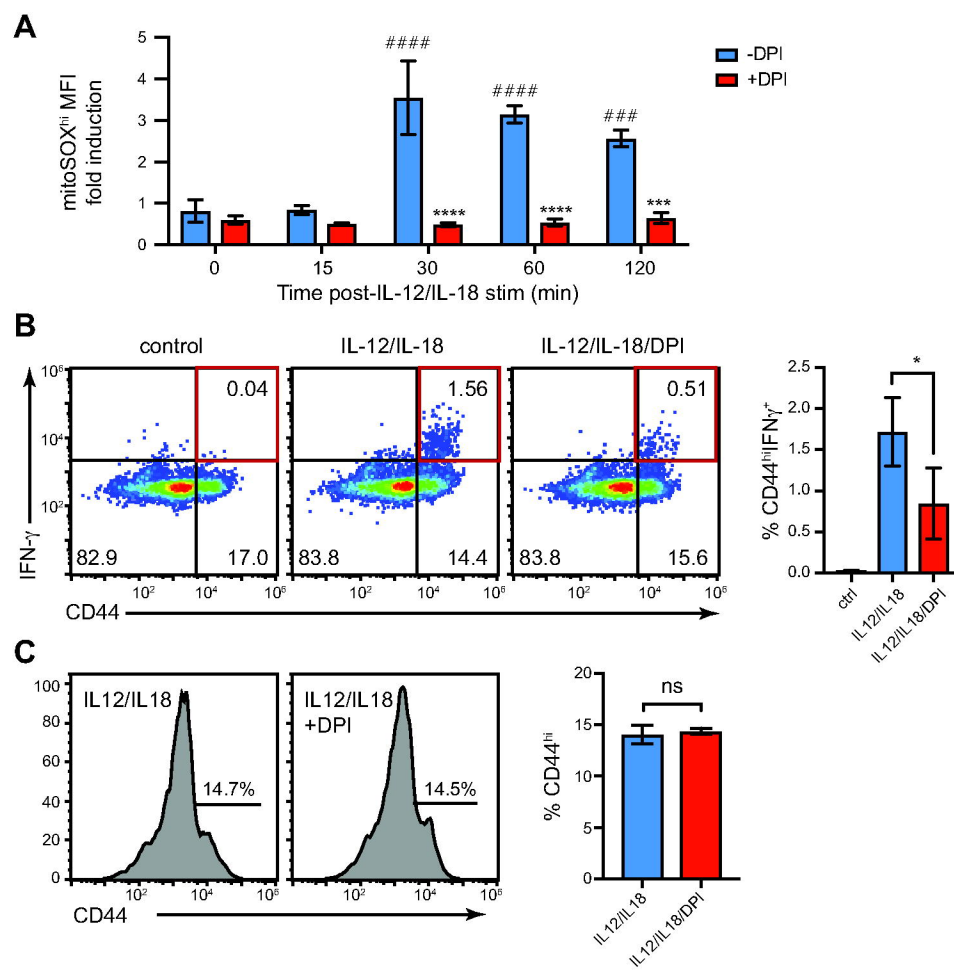 A
mitoSOXhi MFI
fold induction
5
4
3
2
1
0
####
####
###
****
****
***
-DPI
+DPI
0 15 30 60 120
Time post-IL-12/IL-18 stim (min)
B
control IL-12/IL-18 IL-12/IL-18/DPI
IFN-γ
10⁶
10⁴
10²
0.04 1.56 0.51
82.9 17.0 83.8 14.4 83.8 15.6
10² 10⁴ 10⁶ 10² 10⁴ 10⁶ 10² 10⁴ 10⁶
CD44
% CD44hiIFNγ+
2.5
2.0
1.5
1.0
0.5
0.0
*
ctrl
IL12/IL18
IL12/IL18/DPI
C
100
80
60
40
20
0
IL12/IL18
14.7%
IL12/IL18
+DPI
14.5%
10² 10⁴ 10⁶ 10² 10⁴ 10⁶
CD44
% CD44hi
20
15
10
5
0
ns
IL12/IL18
IL12/IL18/DPI